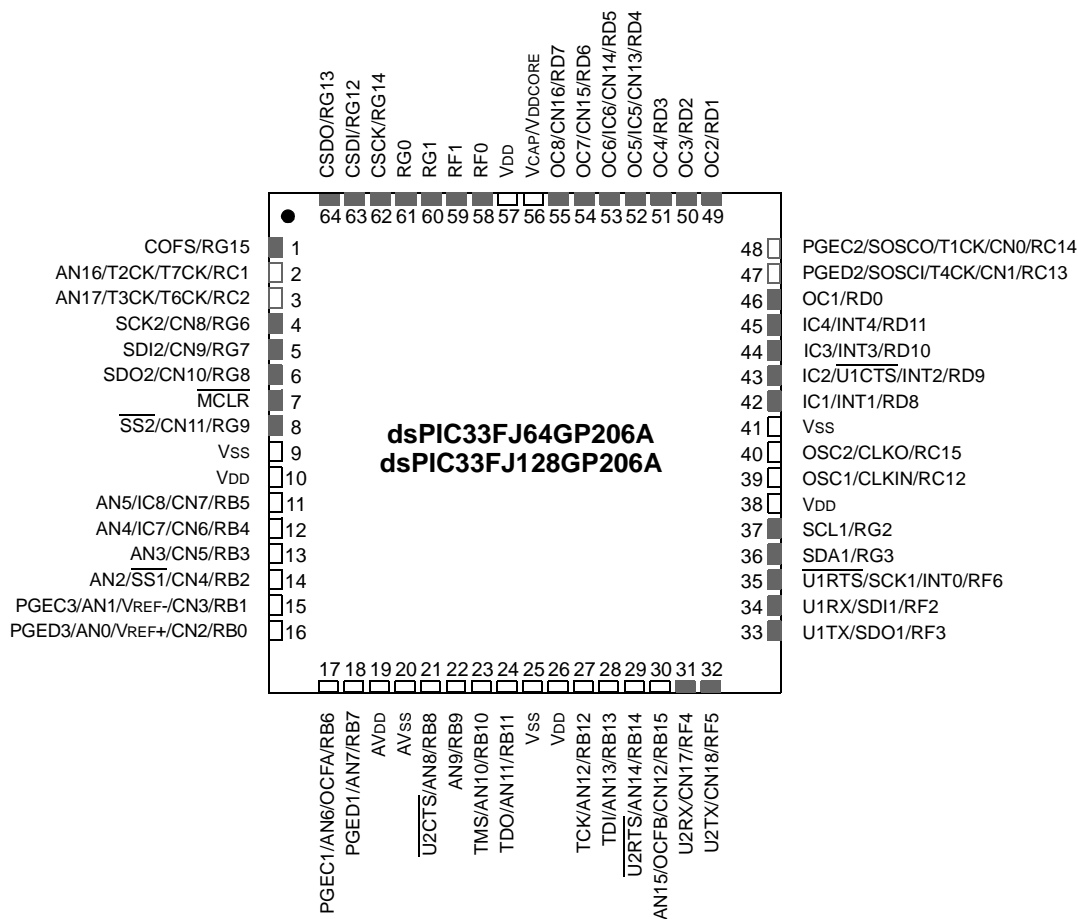 CSDO/RG13
CSDI/RG12
CSCK/RG14
RG0
RG1
RF1
RF0
VDD
VCAP/VDDCORE
OC8/CN16/RD7
OC7/CN15/RD6
OC6/IC6/CN14/RD5
OC5/IC5/CN13/RD4
OC4/RD3
OC3/RD2
OC2/RD1
64 63 62 61 60 59 58 57 56 55 54 53 52 51 50 49
COFS/RG15 1
AN16/T2CK/T7CK/RC1 2
AN17/T3CK/T6CK/RC2 3
SCK2/CN8/RG6 4
SDI2/CN9/RG7 5
SDO2/CN10/RG8 6
MCLR 7
SS2/CN11/RG9 8
VSS 9
VDD 10
AN5/IC8/CN7/RB5 11
AN4/IC7/CN6/RB4 12
AN3/CN5/RB3 13
AN2/SS1/CN4/RB2 14
PGEC3/AN1/VREF-/CN3/RB1 15
PGED3/AN0/VREF+/CN2/RB0 16
dsPIC33FJ64GP206A
dsPIC33FJ128GP206A
48 PGEC2/SOSCO/T1CK/CN0/RC14
47 PGED2/SOSCI/T4CK/CN1/RC13
46 OC1/RD0
45 IC4/INT4/RD11
44 IC3/INT3/RD10
43 IC2/U1CTS/INT2/RD9
42 IC1/INT1/RD8
41 VSS
40 OSC2/CLKO/RC15
39 OSC1/CLKIN/RC12
38 VDD
37 SCL1/RG2
36 SDA1/RG3
35 U1RTS/SCK1/INT0/RF6
34 U1RX/SDI1/RF2
33 U1TX/SDO1/RF3
17 18 19 20 21 22 23 24 25 26 27 28 29 30 31 32
PGEC1/AN6/OCFA/RB6
PGED1/AN7/RB7
AVDD
AVSS
U2CTS/AN8/RB8
AN9/RB9
TMS/AN10/RB10
TDO/AN11/RB11
VSS
VDD
TCK/AN12/RB12
TDI/AN13/RB13
U2RTS/AN14/RB14
AN15/OCFB/CN12/RB15
U2RX/CN17/RF4
U2TX/CN18/RF5